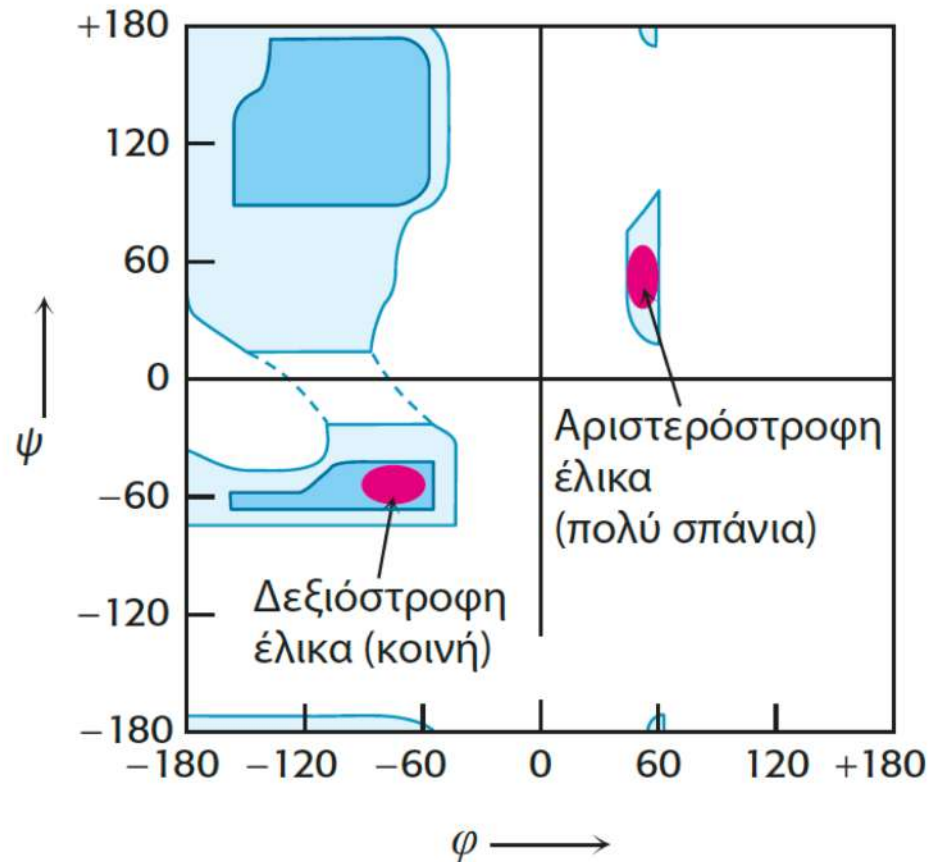 +180
120
60
0
−60
−120
−180
ψ
Αριστερόστροφη
έλικα
(πολύ σπάνια)
Δεξιόστροφη
έλικα (κοινή)
−180 −120 −60 0 60 120 +180
φ